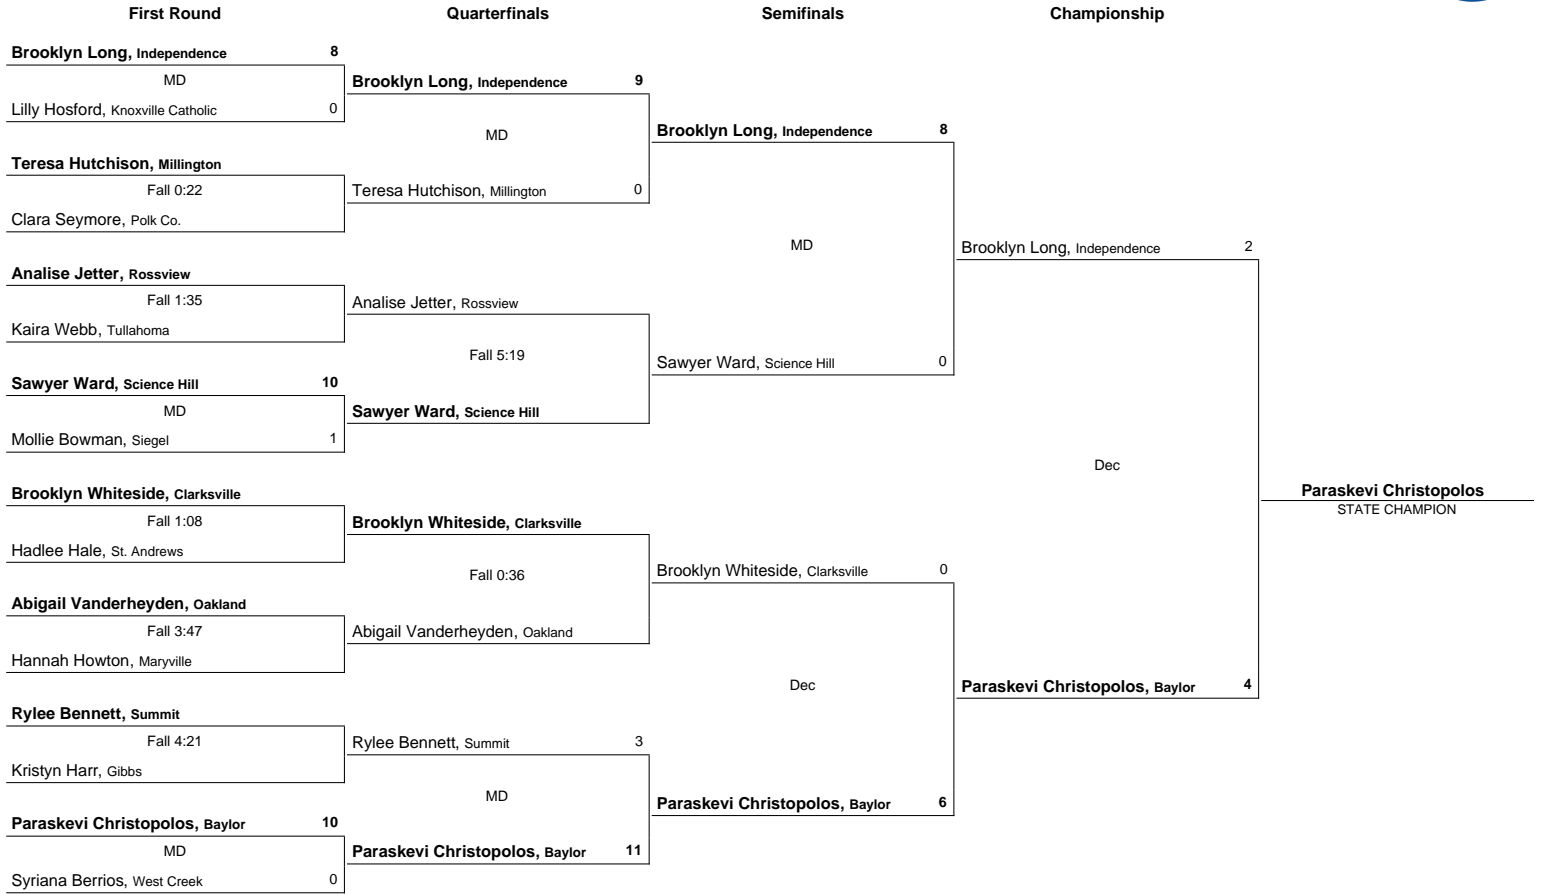 First Round Quarterfinals Semifinals Championship
Brooklyn Long, Independence 8
MD
Lilly Hosford, Knoxville Catholic 0
Teresa Hutchison, Millington
Fall 0:22
Clara Seymore, Polk Co.
Analise Jetter, Rossview
Fall 1:35
Kaira Webb, Tullahoma
Sawyer Ward, Science Hill 10
MD
Mollie Bowman, Siegel 1
Brooklyn Whiteside, Clarksville
Fall 1:08
Hadlee Hale, St. Andrews
Abigail Vanderheyden, Oakland
Fall 3:47
Hannah Howton, Maryville
Rylee Bennett, Summit
Fall 4:21
Kristyn Harr, Gibbs
Paraskevi Christopolos, Baylor 10
MD
Syriana Berrios, West Creek 0
Brooklyn Long, Independence 9
MD
Teresa Hutchison, Millington 0
Analise Jetter, Rossview
Fall 5:19
Sawyer Ward, Science Hill
Brooklyn Whiteside, Clarksville
Fall 0:36
Abigail Vanderheyden, Oakland
Rylee Bennett, Summit 3
MD
Paraskevi Christopolos, Baylor 11
Brooklyn Long, Independence 8
MD
Sawyer Ward, Science Hill 0
Brooklyn Whiteside, Clarksville 0
Dec
Paraskevi Christopolos, Baylor 6
Brooklyn Long, Independence 2
Dec
Paraskevi Christopolos, Baylor 4
Paraskevi Christopolos
STATE CHAMPION